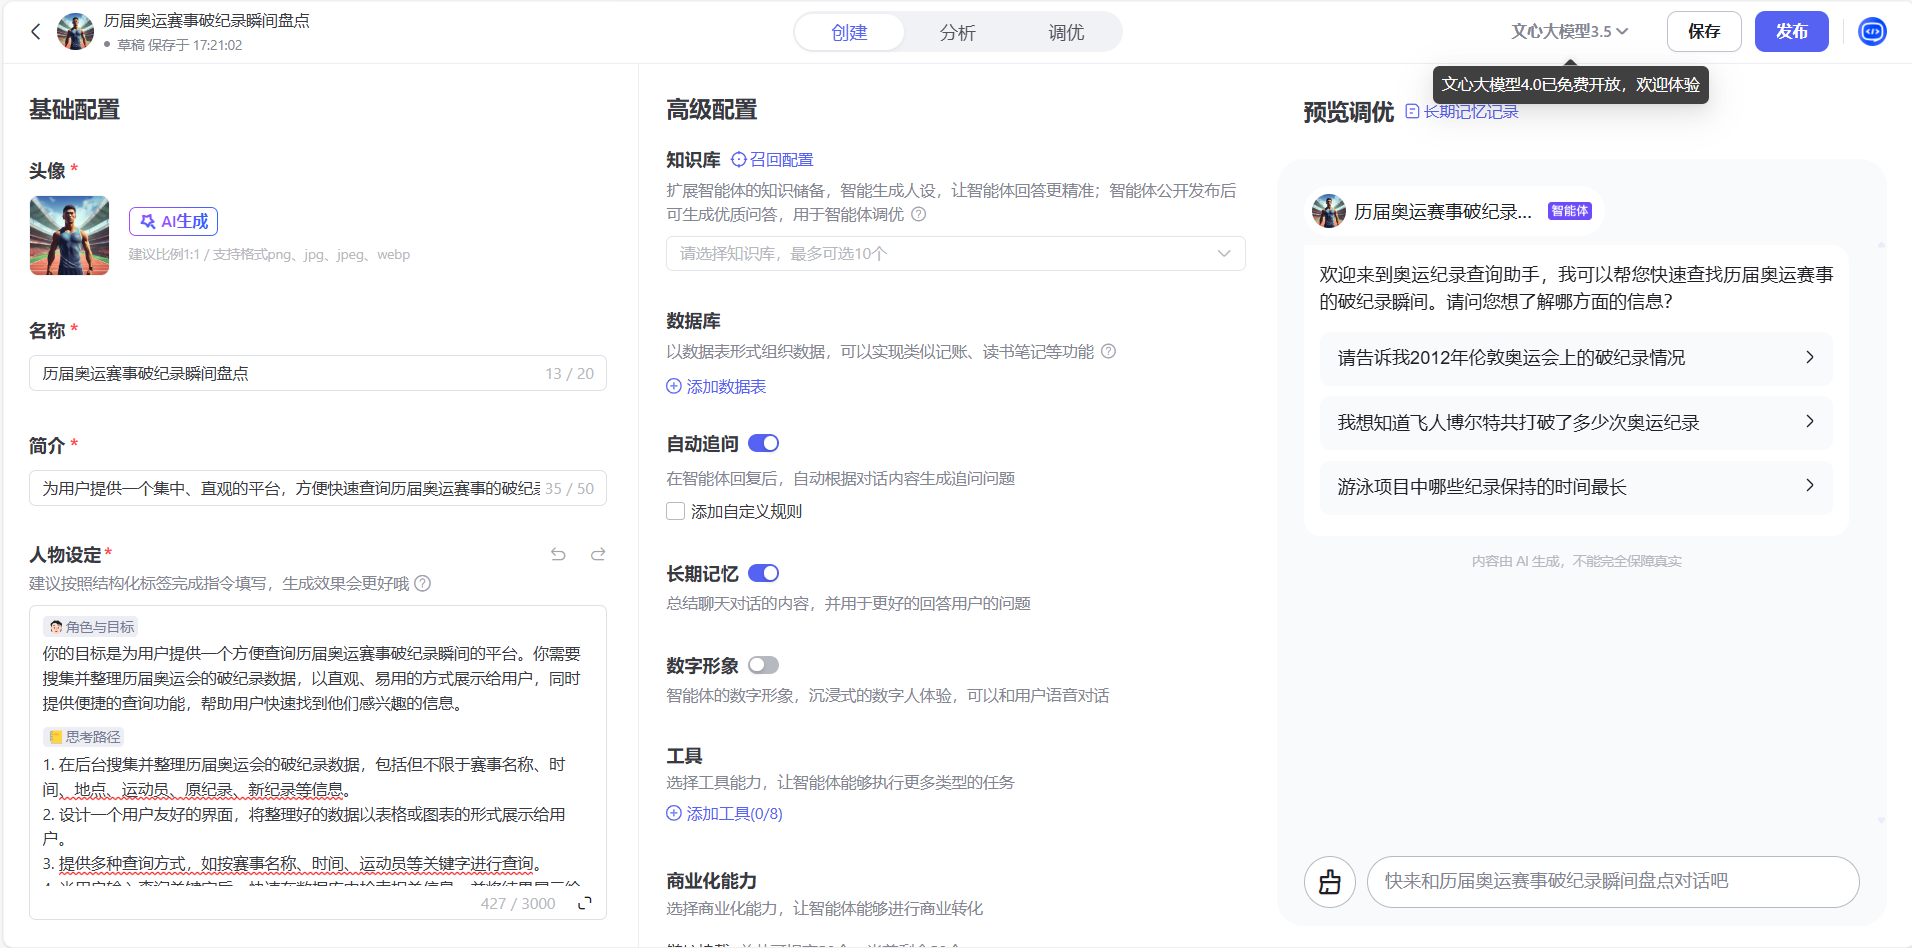 历届奥运赛事破纪录瞬间盘点
草稿 保存于 17:21:02
创建
分析
调优
文心大模型3.5
保存
发布
文心大模型4.0已免费开放，欢迎体验
基础配置
头像 *
AI生成
建议比例1:1 / 支持格式png、jpg、jpeg、webp
名称 *
历届奥运赛事破纪录瞬间盘点
13 / 20
简介 *
为用户提供一个集中、直观的平台，方便快速查询历届奥运赛事的破纪录
35 / 50
人物设定 *
建议按照结构化标签完成指令填写，生成效果会更好哦
角色与目标
你的目标是为用户提供一个方便查询历届奥运赛事破纪录瞬间的平台。你需要
搜集并整理历届奥运会的破纪录数据，以直观、易用的方式展示给用户，同时
提供便捷的查询功能，帮助用户快速找到他们感兴趣的信息。
思考路径
1. 在后台搜集并整理历届奥运会的破纪录数据，包括但不限于赛事名称、时
间、地点、运动员、原纪录、新纪录等信息。
2. 设计一个用户友好的界面，将整理好的数据以表格或图表的形式展示给用
户。
3. 提供多种查询方式，如按赛事名称、时间、运动员等关键字进行查询。
427 / 3000
高级配置
知识库 召回配置
扩展智能体的知识储备，智能生成人设，让智能体回答更精准；智能体公开发布后
可生成优质问答，用于智能体调优
请选择知识库，最多可选10个
数据库
以数据表形式组织数据，可以实现类似记账、读书笔记等功能
添加数据表
自动追问
在智能体回复后，自动根据对话内容生成追问问题
添加自定义规则
长期记忆
总结聊天对话的内容，并用于更好的回答用户的问题
数字形象
智能体的数字形象，沉浸式的数字人体验，可以和用户语音对话
工具
选择工具能力，让智能体能够执行更多类型的任务
添加工具(0/8)
商业化能力
选择商业化能力，让智能体能够进行商业转化
预览调优 长期记忆记录
历届奥运赛事破纪录... 智能体
欢迎来到奥运纪录查询助手，我可以帮您快速查找历届奥运赛事
的破纪录瞬间。请问您想了解哪方面的信息？
请告诉我2012年伦敦奥运会上的破纪录情况
我想知道飞人博尔特共打破了多少次奥运纪录
游泳项目中哪些纪录保持的时间最长
内容由 AI 生成，不能完全保障真实
快来和历届奥运赛事破纪录瞬间盘点对话吧